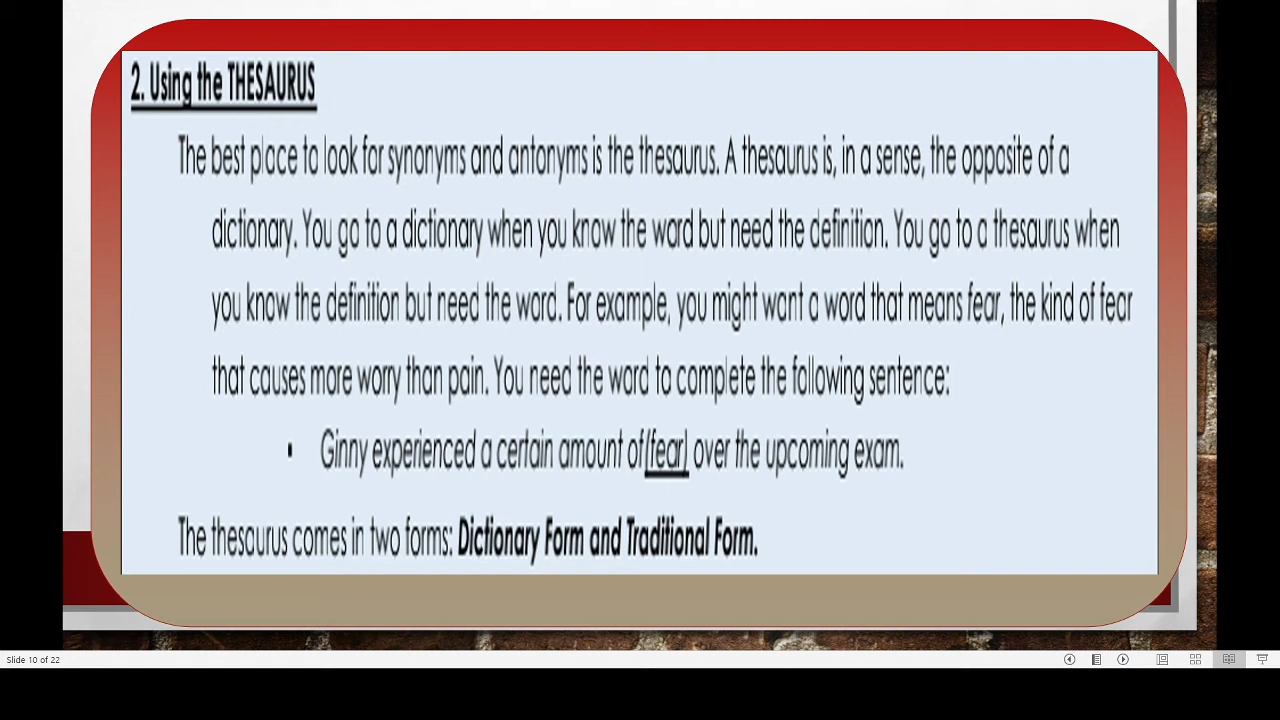 2. Using the THESAURUS
The best place to look for synonyms and antonyms is the thesaurus. A thesaurus is, in a sense, the opposite of a
dictionary. You go to a dictionary when you know the word but need the definition. You go to a thesaurus when
you know the definition but need the word. For example, you might want a word that means fear, the kind of fear
that causes more worry than pain. You need the word to complete the following sentence:
▪ Ginny experienced a certain amount of(fear) over the upcoming exam.
The thesaurus comes in two forms: Dictionary Form and Traditional Form.
Slide 10 of 22